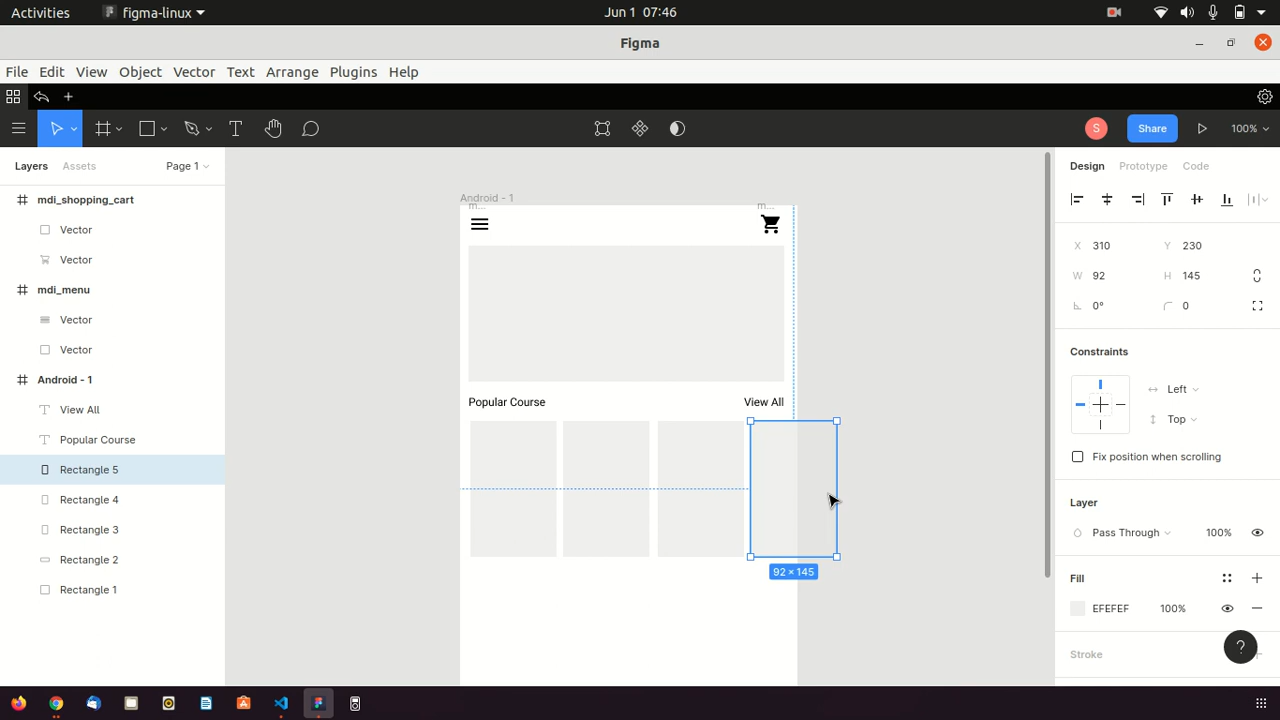 Activities
figma-linux
Jun 1 07:46
Figma
File Edit View Object Vector Text Arrange Plugins Help
S
Share
100%
Layers Assets Page 1
Design Prototype Code
mdi_shopping_cart
Vector
Vector
mdi_menu
Vector
Vector
Android - 1
View All
Popular Course
Rectangle 5
Rectangle 4
Rectangle 3
Rectangle 2
Rectangle 1
Android - 1
m...
m...
Popular Course
View All
92 × 145
X 310 Y 230
W 92 H 145
0° 0
Constraints
Left
Top
Fix position when scrolling
Layer
Pass Through 100%
Fill
EFEFEF 100%
Stroke
?